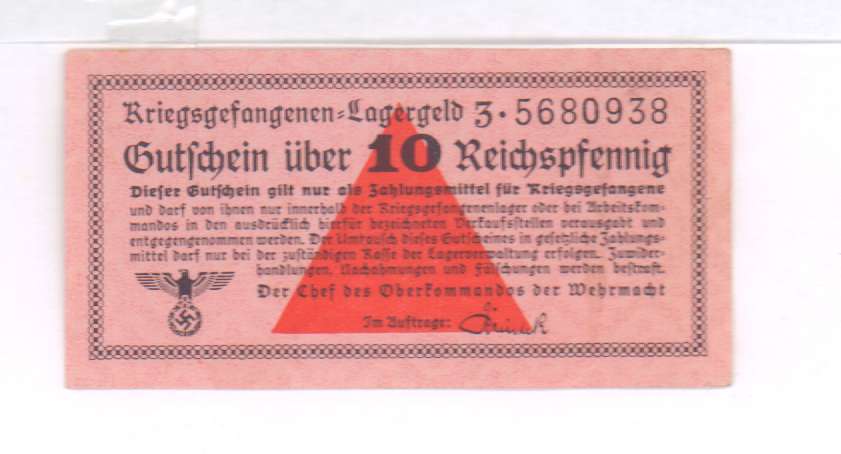 Kriegsgefangenen-Lagergeld 3·5680938
Gutschein über 10 Reichspfennig
Dieser Gutschein gilt nur als Zahlungsmittel für Kriegsgefangene
und darf von ihnen nur innerhalb der Kriegsgefangenenlager oder bei Arbeitskom-
mandos in den ausdrücklich hierfür bezeichneten Verkaufsstellen verausgabt und
entgegengenommen werden. Der Umtausch dieses Gutscheines in gesetzliche Zahlungs-
mittel darf nur bei der zuständigen Kasse der Lagerverwaltung erfolgen. Zuwider-
handlungen, Nachahmungen und Fälschungen werden bestraft.
Der Chef des Oberkommandos der Wehrmacht
Im Auftrage: